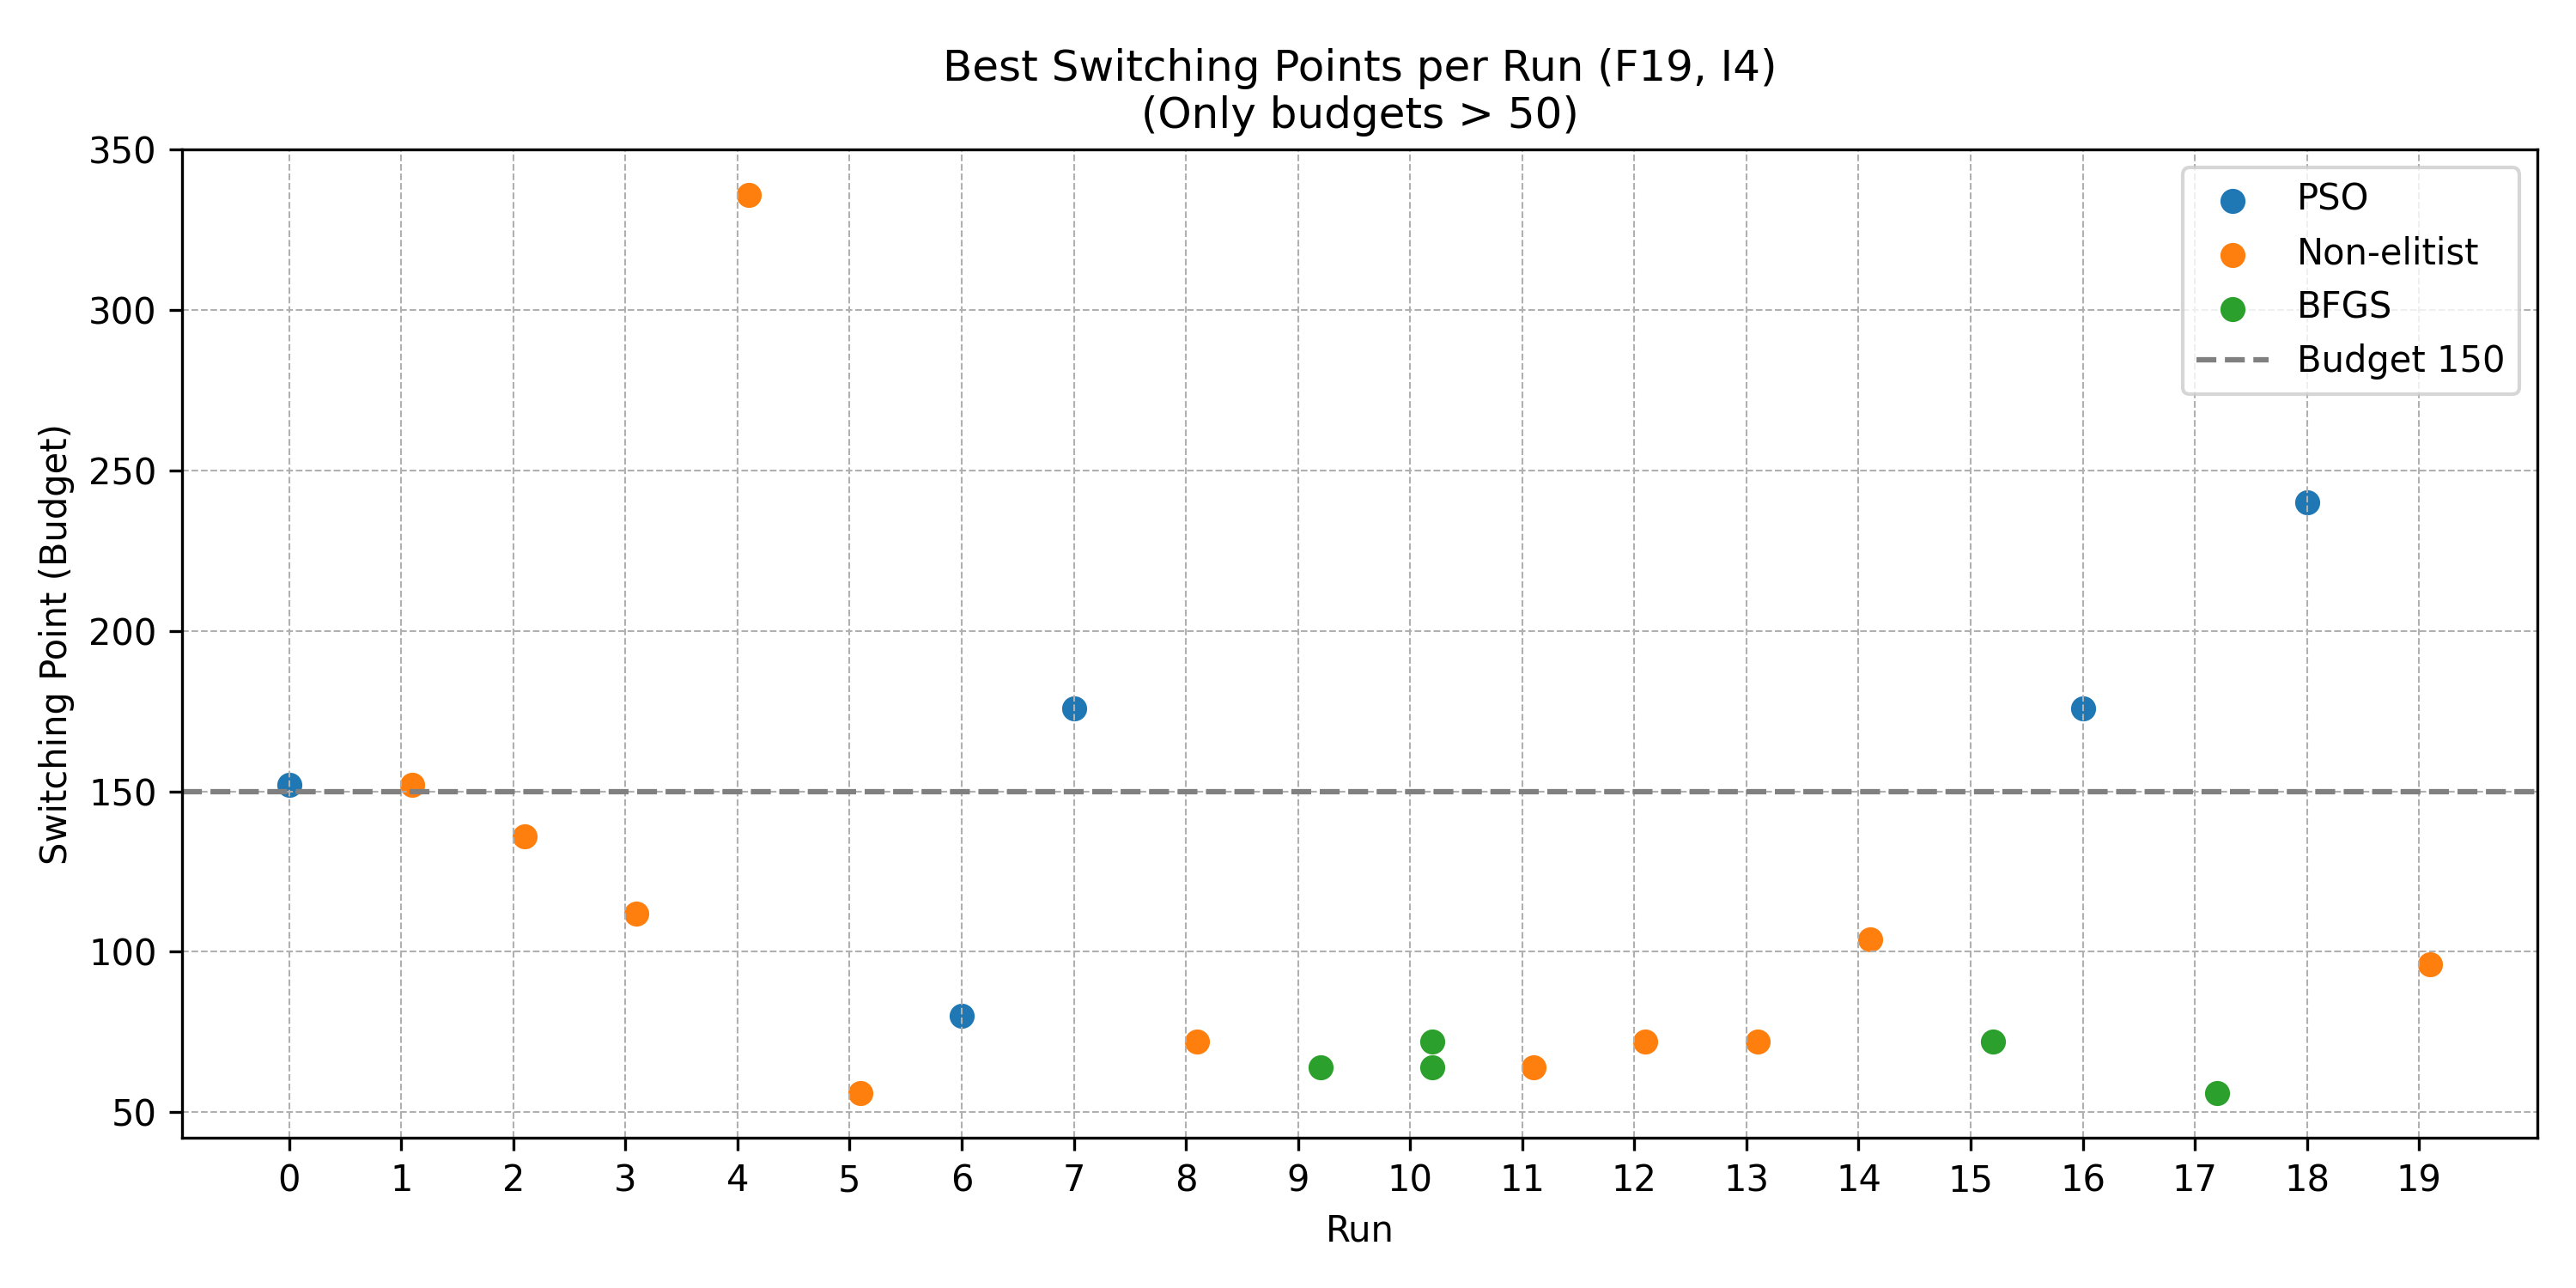 Best Switching Points per Run (F19, I4)
(Only budgets > 50)
350
300
250
200
150
100
50
Switching Point (Budget)
PSO
Non-elitist
BFGS
Budget 150
0 1 2 3 4 5 6 7 8 9 10 11 12 13 14 15 16 17 18 19
Run